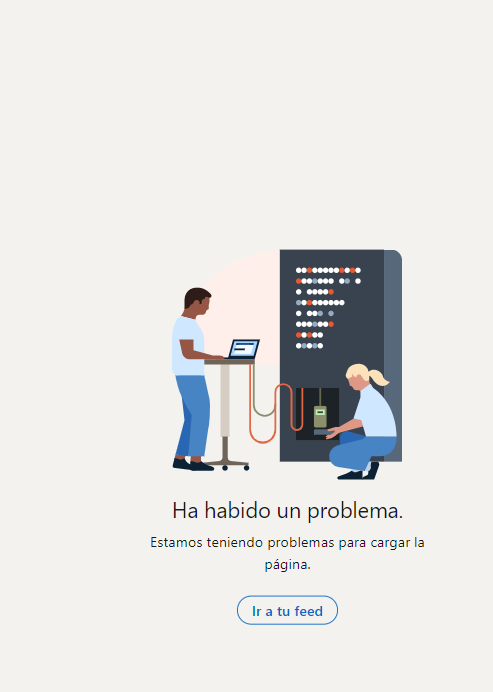 Ha habido un problema.
Estamos teniendo problemas para cargar la
página.
Ir a tu feed